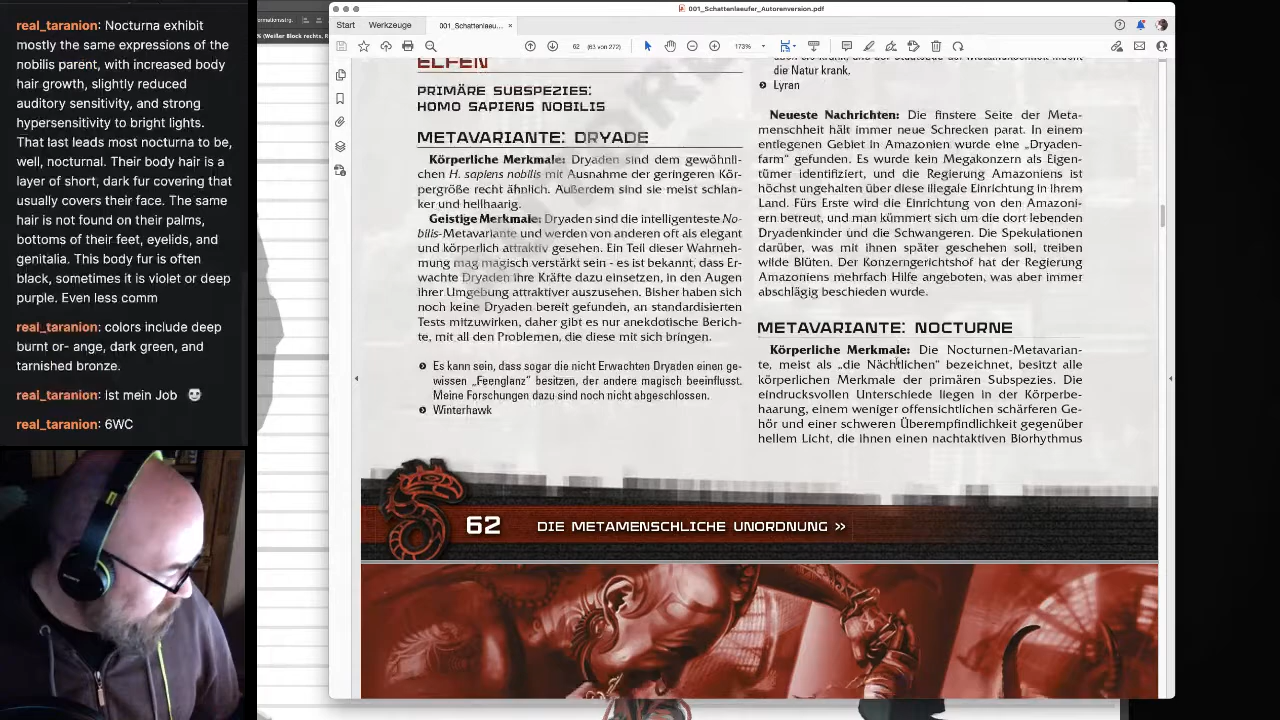 real_taranion: Nocturna exhibit
mostly the same expressions of the
nobilis parent, with increased body
hair growth slightly reduced
auditory sensitivity, and strong
hypersensitivity to bright lights.
That last leads most nocturna to be,
well, nocturnal. Their body hair is a
layer of short, dark fur covering that
usually covers their face. The same
hair is not found on their palms,
bottoms of their feet, eyelids, and
genitalia. This body fur is often
black, sometimes it is violet or deep
purple. Even less comm
real_taranion: colors include deep
burnt or- ange, dark green, and
tarnished bronze.
real_taranion: Ist mein Job 💀
real_taranion: 6WC
001_Schattenlaeufer_Autorenversion.pdf
Start
Werkzeuge
001_Schattenlaeu...
62
(63 von 272)
173%
ELFEN
PRIMÄRE SUBSPEZIES:
HOMO SAPIENS NOBILIS
METAVARIANTE: DRYADE
Körperliche Merkmale: Dryaden sind dem gewöhnli-
chen H. sapiens nobilis mit Ausnahme der geringeren Kör-
pergröße recht ähnlich. Außerdem sind sie meist schlan-
ker und hellhaarig.
Geistige Merkmale: Dryaden sind die intelligenteste No-
bilis-Metavariante und werden von anderen oft als elegant
und körperlich attraktiv gesehen. Ein Teil dieser Wahrneh-
mung mag magisch verstärkt sein - es ist bekannt, dass Er-
wachte Dryaden ihre Kräfte dazu einsetzen, in den Augen
ihrer Umgebung attraktiver auszusehen. Bisher haben sich
noch keine Dryaden bereit gefunden, an standardisierten
Tests mitzuwirken, daher gibt es nur anekdotische Berich-
te, mit all den Problemen, die diese mit sich bringen.
Es kann sein, dass sogar die nicht Erwachten Dryaden einen ge-
wissen „Feenglanz" besitzen, der andere magisch beeinflusst.
Meine Forschungen dazu sind noch nicht abgeschlossen.
Winterhawk
die Natur krank.
Lyran
Neueste Nachrichten: Die finstere Seite der Meta-
menschheit hält immer neue Schrecken parat. In einem
entlegenen Gebiet in Amazonien wurde eine „Dryaden-
farm" gefunden. Es wurde kein Megakonzern als Eigen-
tümer identifiziert, und die Regierung Amazoniens ist
höchst ungehalten über diese illegale Einrichtung in ihrem
Land. Fürs Erste wird die Einrichtung von den Amazoni-
ern betreut, und man kümmert sich um die dort lebenden
Dryadenkinder und die Schwangeren. Die Spekulationen
darüber, was mit ihnen später geschehen soll, treiben
wilde Blüten. Der Konzerngerichtshof hat der Regierung
Amazoniens mehrfach Hilfe angeboten, was aber immer
abschlägig beschieden wurde.
METAVARIANTE: NOCTURNE
Körperliche Merkmale: Die Nocturnen-Metavarian-
te, meist als „die Nächtlichen" bezeichnet, besitzt alle
körperlichen Merkmale der primären Subspezies. Die
eindrucksvollen Unterschiede liegen in der Körperbe-
haarung, einem weniger offensichtlichen schärferen Ge-
hör und einer schweren Überempfindlichkeit gegenüber
hellem Licht, die ihnen einen nachtaktiven Biorhythmus
62
DIE METAMENSCHLICHE UNORDNUNG »